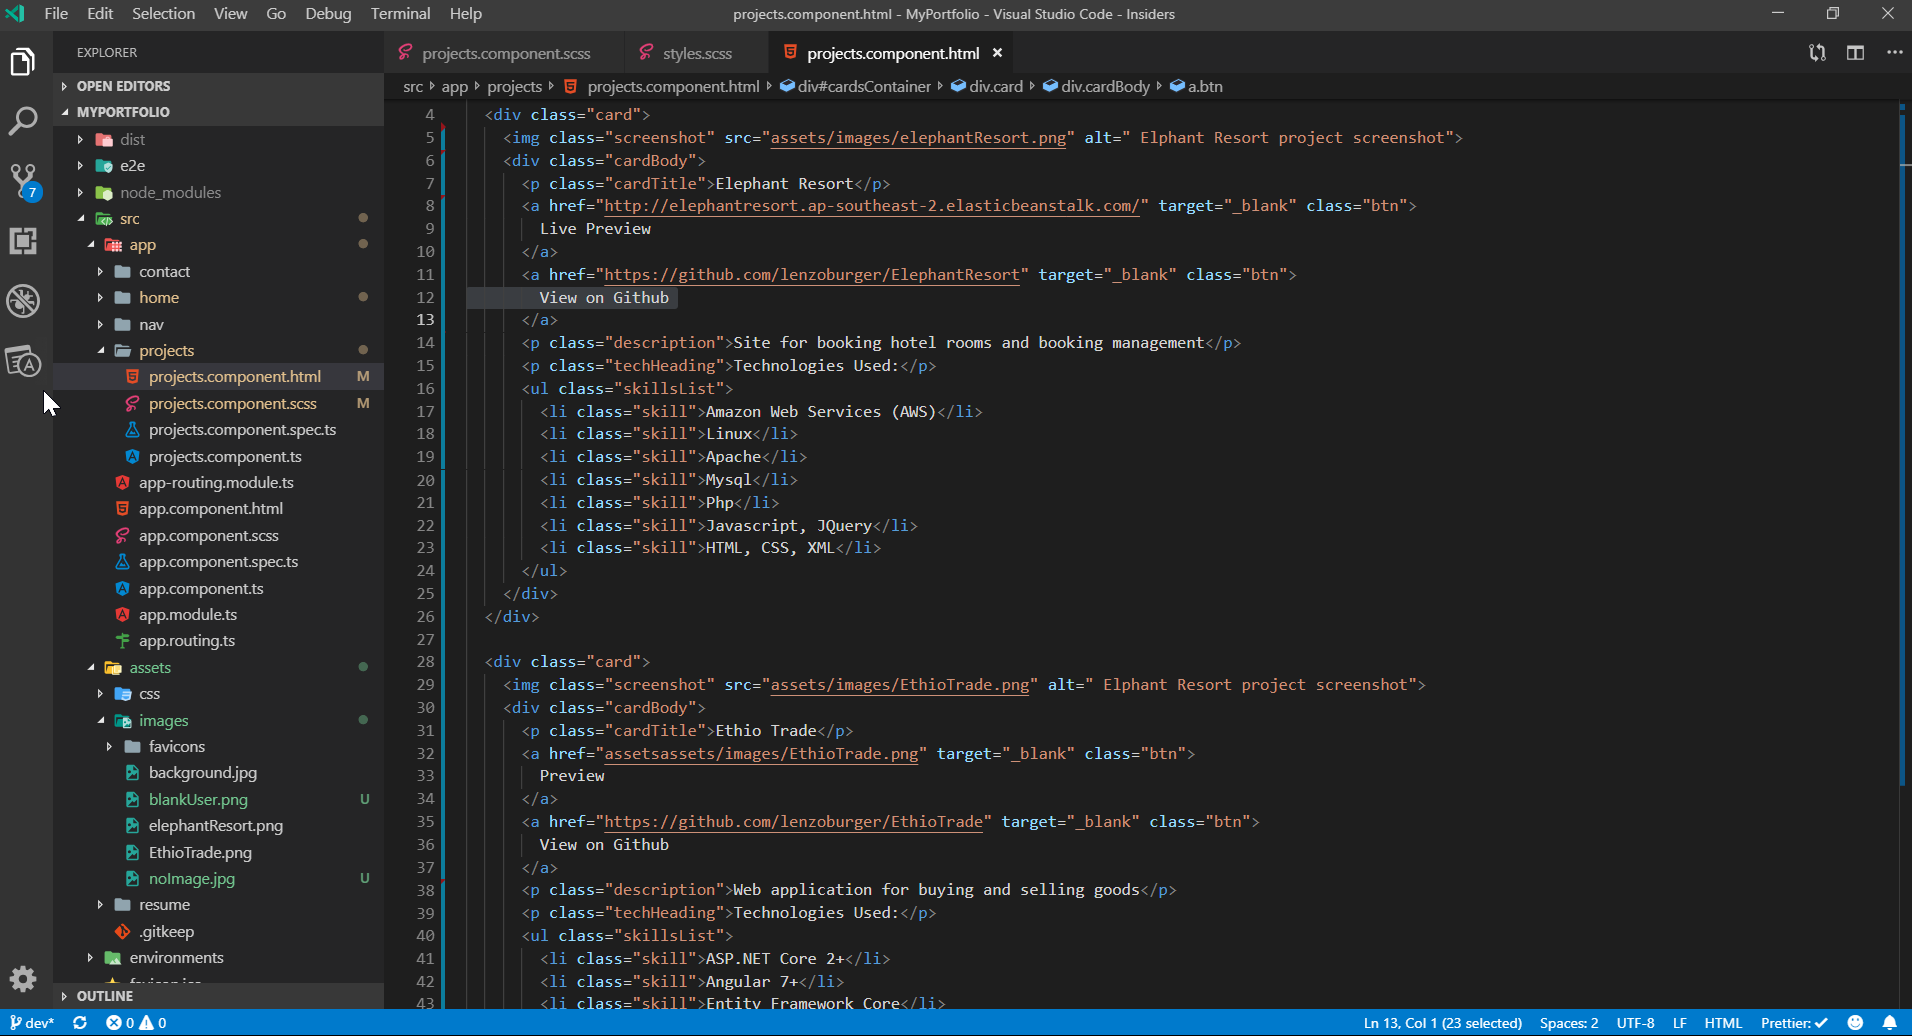 File Edit Selection View Go Debug Terminal Help
projects.component.html - MyPortfolio - Visual Studio Code - Insiders
EXPLORER
OPEN EDITORS
MYPORTFOLIO
dist
e2e
node_modules
src
app
contact
home
nav
projects
projects.component.html M
projects.component.scss M
projects.component.spec.ts
projects.component.ts
app-routing.module.ts
app.component.html
app.component.scss
app.component.spec.ts
app.component.ts
app.module.ts
app.routing.ts
assets
css
images
favicons
background.jpg
blankUser.png U
elephantResort.png
EthioTrade.png
noImage.jpg U
resume
.gitkeep
environments
OUTLINE
7
projects.component.scss styles.scss projects.component.html
src app projects projects.component.html div#cardsContainer div.card div.cardBody a.btn
4 <div class="card">
5 <img class="screenshot" src="assets/images/elephantResort.png" alt=" Elphant Resort project screenshot">
6 <div class="cardBody">
7 <p class="cardTitle">Elephant Resort</p>
8 <a href="http://elephantresort.ap-southeast-2.elasticbeanstalk.com/" target="_blank" class="btn">
9 Live Preview
10 </a>
11 <a href="https://github.com/lenzoburger/ElephantResort" target="_blank" class="btn">
12 View on Github
13 </a>
14 <p class="description">Site for booking hotel rooms and booking management</p>
15 <p class="techHeading">Technologies Used:</p>
16 <ul class="skillsList">
17 <li class="skill">Amazon Web Services (AWS)</li>
18 <li class="skill">Linux</li>
19 <li class="skill">Apache</li>
20 <li class="skill">Mysql</li>
21 <li class="skill">Php</li>
22 <li class="skill">Javascript, JQuery</li>
23 <li class="skill">HTML, CSS, XML</li>
24 </ul>
25 </div>
26 </div>
27
28 <div class="card">
29 <img class="screenshot" src="assets/images/EthioTrade.png" alt=" Elphant Resort project screenshot">
30 <div class="cardBody">
31 <p class="cardTitle">Ethio Trade</p>
32 <a href="assetsassets/images/EthioTrade.png" target="_blank" class="btn">
33 Preview
34 </a>
35 <a href="https://github.com/lenzoburger/EthioTrade" target="_blank" class="btn">
36 View on Github
37 </a>
38 <p class="description">Web application for buying and selling goods</p>
39 <p class="techHeading">Technologies Used:</p>
40 <ul class="skillsList">
41 <li class="skill">ASP.NET Core 2+</li>
42 <li class="skill">Angular 7+</li>
43 <li class="skill">Entity Framework Core</li>
dev* 0 0 Ln 13, Col 1 (23 selected) Spaces: 2 UTF-8 LF HTML Prettier: